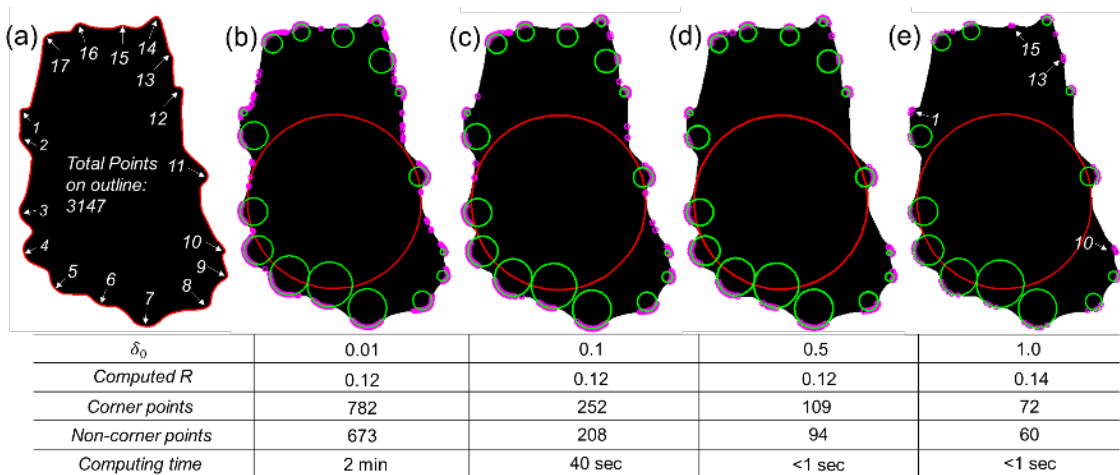 (a)
16
15
14
17
13
12
1
2
Total Points
on outline:
3147
11
3
4
10
9
5
6
7
8
(b)
(c)
(d)
(e)
15
13
1
10
δ₀ 0.01 0.1 0.5 1.0
Computed R 0.12 0.12 0.12 0.14
Corner points 782 252 109 72
Non-corner points 673 208 94 60
Computing time 2 min 40 sec <1 sec <1 sec